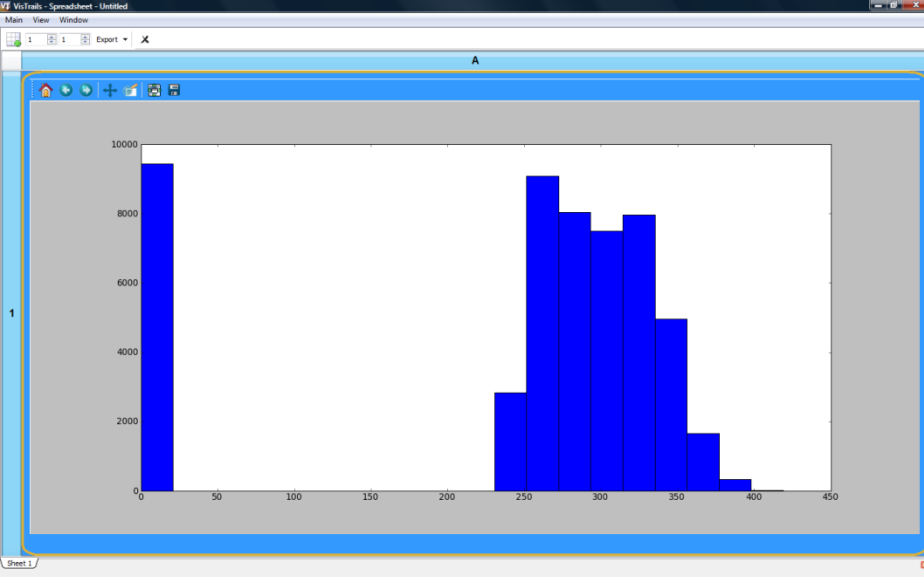 VisTrails - Spreadsheet - Untitled
Main View Window
1 1 Export
A
1
10000
8000
6000
4000
2000
0
0 50 100 150 200 250 300 350 400 450
Sheet 1